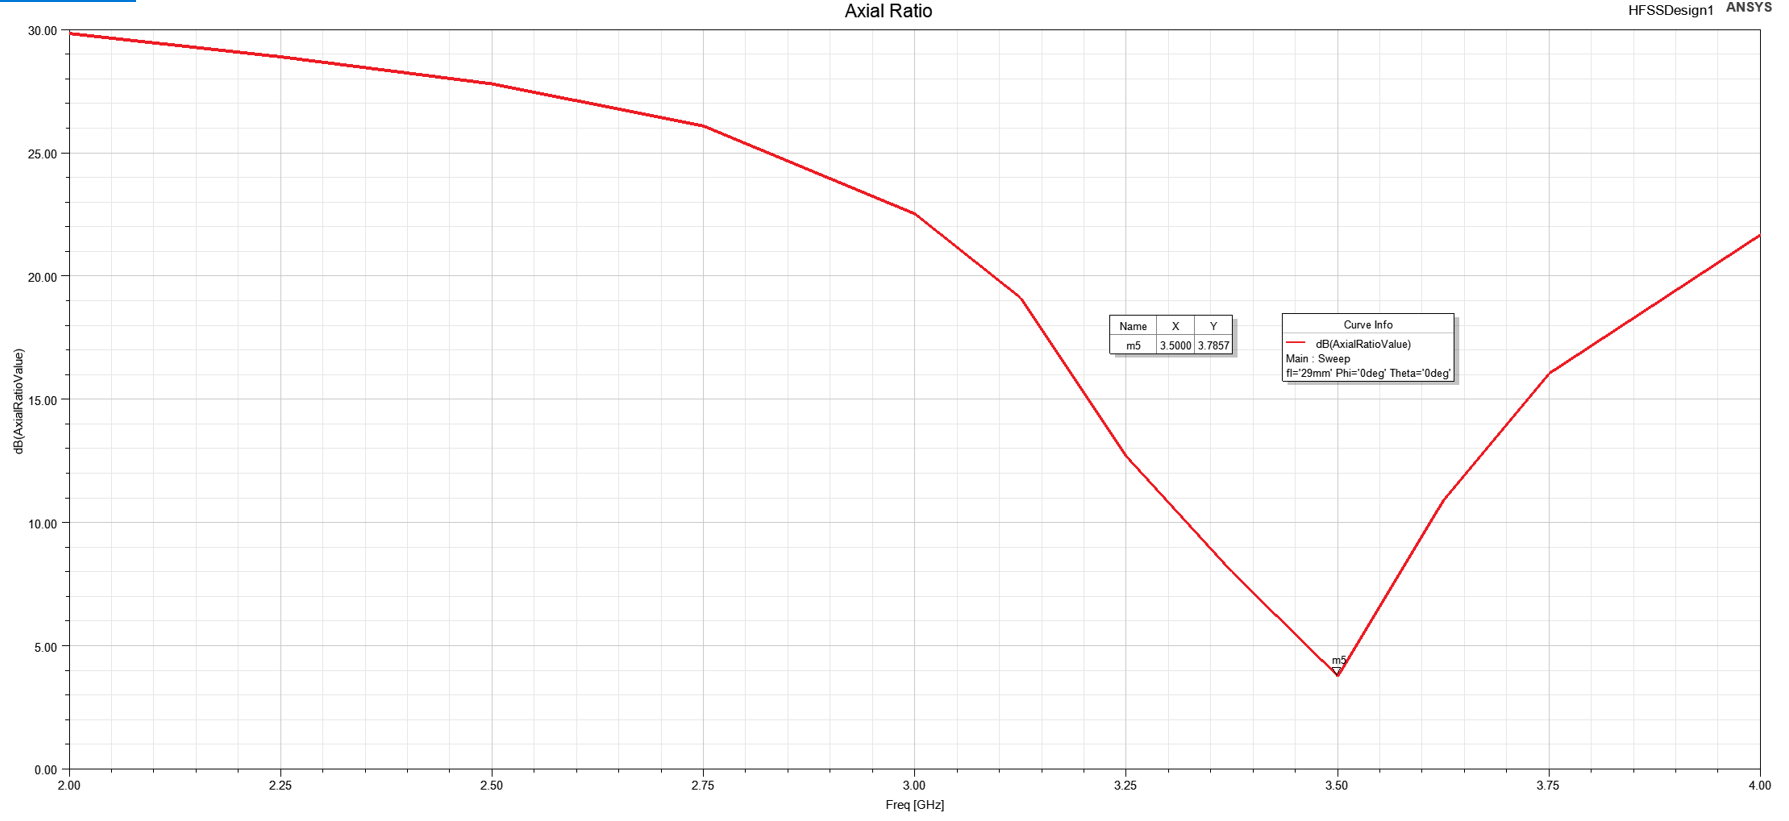 Axial Ratio
HFSSDesign1 ANSYS
30.00
25.00
20.00
15.00
10.00
5.00
0.00
dB(AxialRatioValue)
Name X Y
m5 3.5000 3.7857
Curve Info
dB(AxialRatioValue)
Main : Sweep
fl='29mm' Phi='0deg' Theta='0deg'
m5
2.00 2.25 2.50 2.75 3.00 3.25 3.50 3.75 4.00
Freq [GHz]